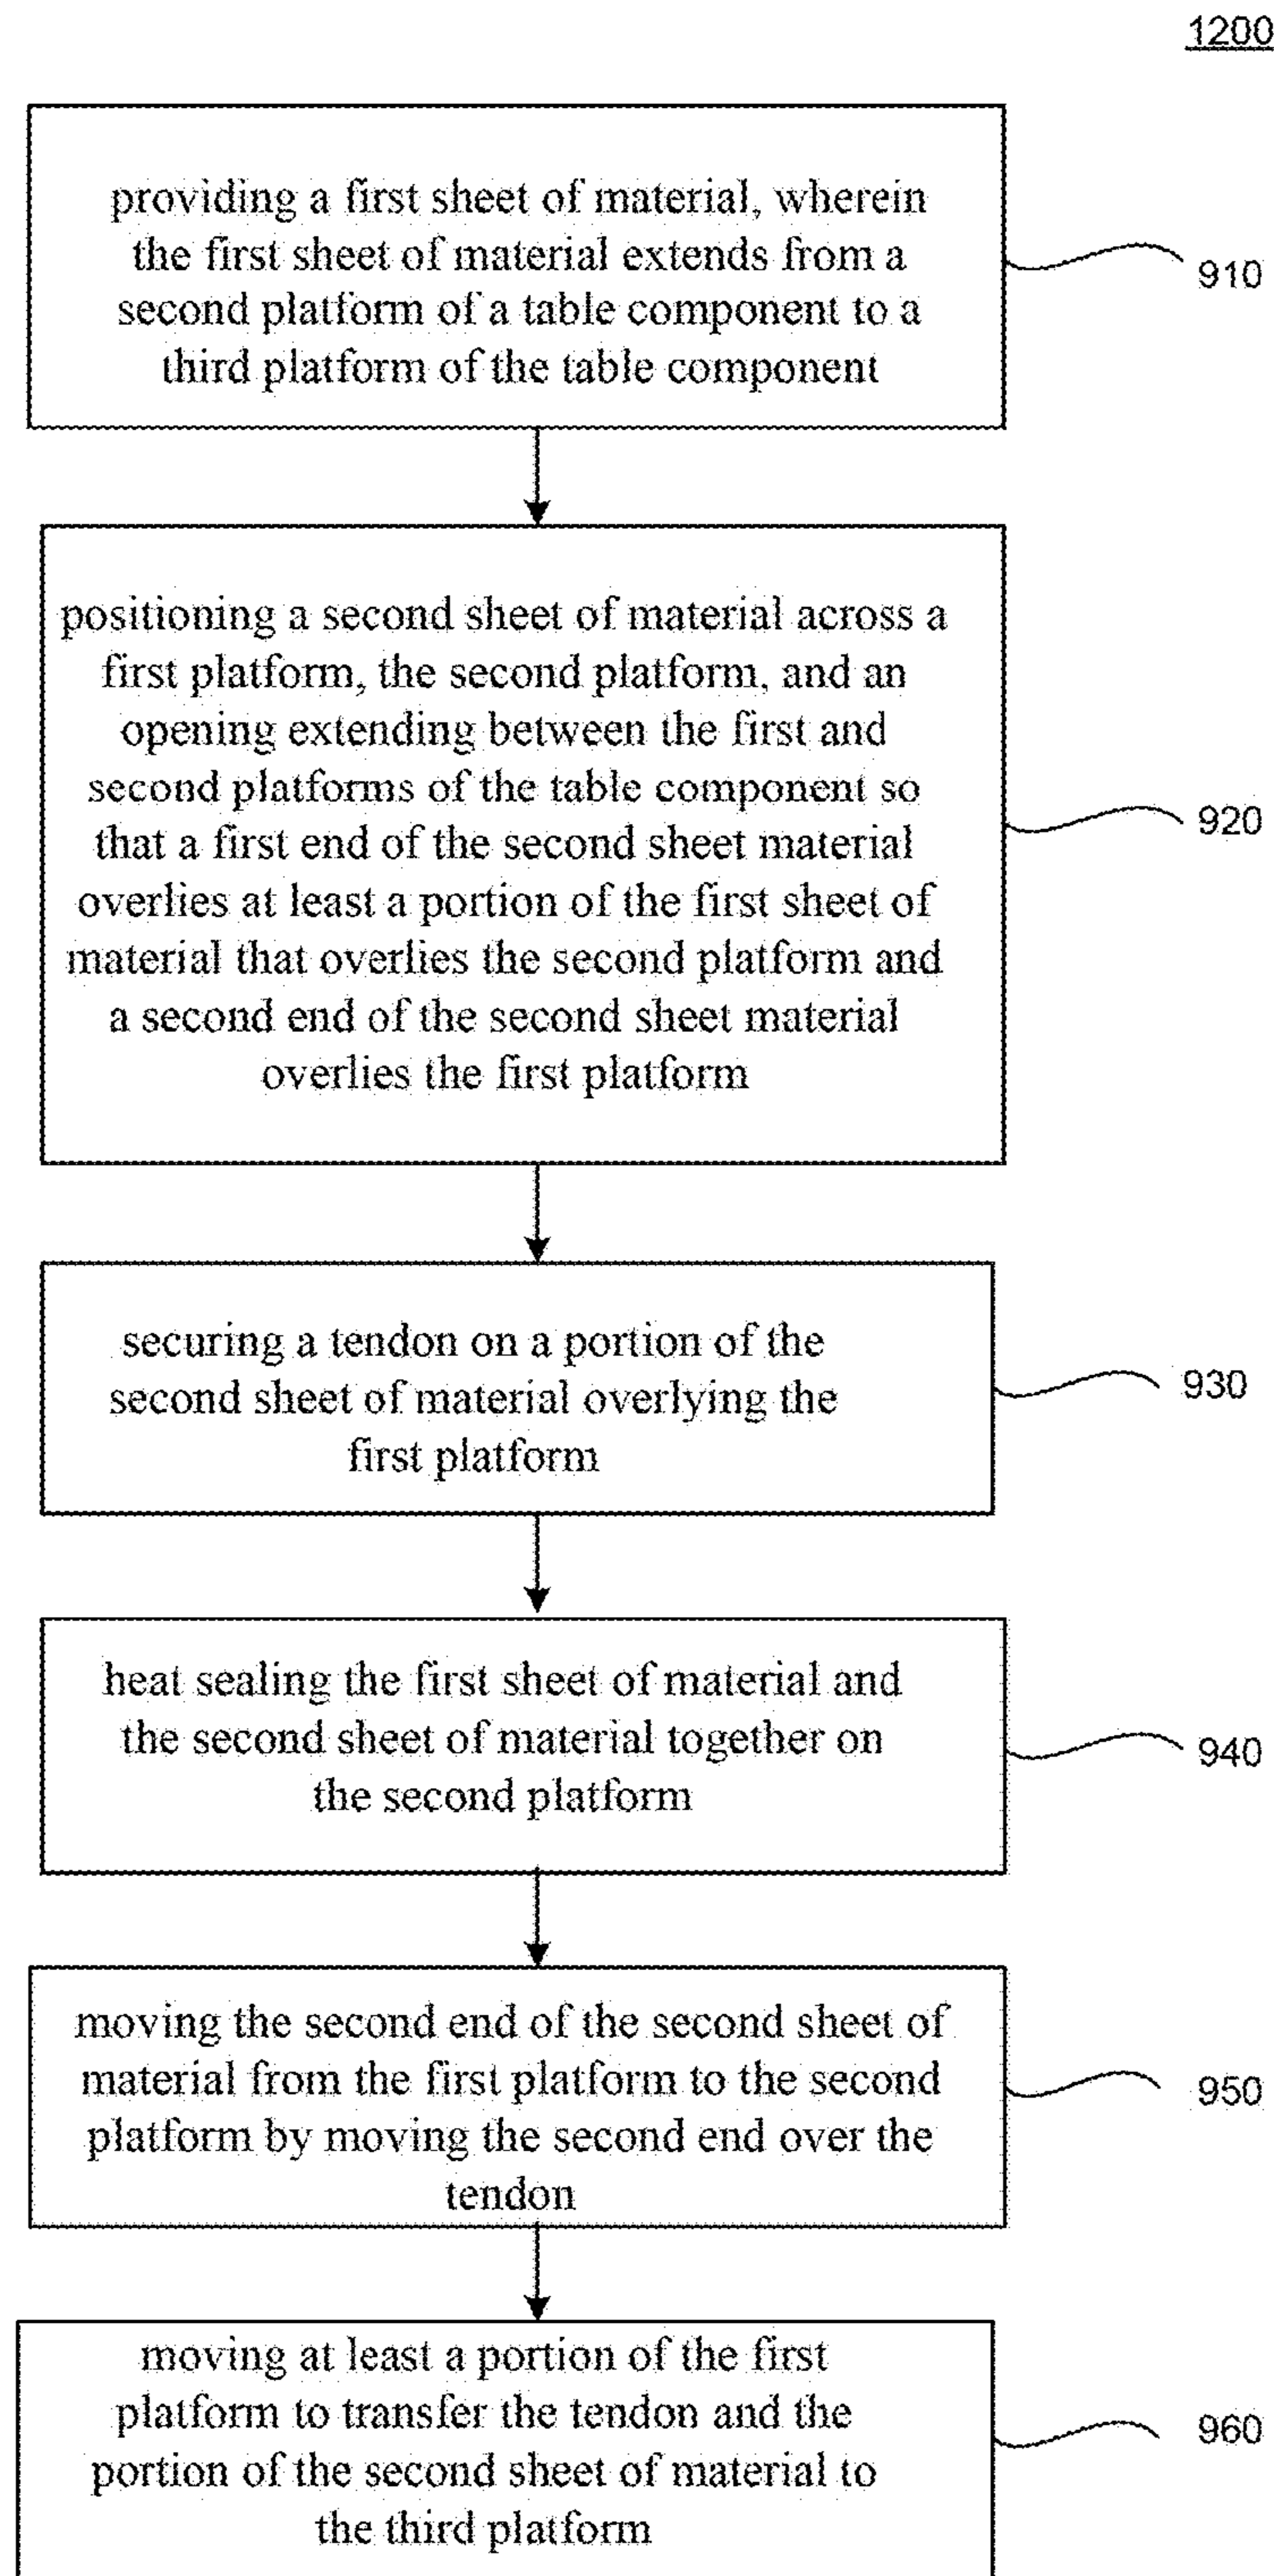 1200
providing a first sheet of material, wherein
the first sheet of material extends from a
second platform of a table component to a
third platform of the table component
910
positioning a second sheet of material across a
first platform, the second platform, and an
opening extending between the first and
second platforms of the table component so
that a first end of the second sheet material
overlies at least a portion of the first sheet of
material that overlies the second platform and
a second end of the second sheet material
overlies the first platform
920
securing a tendon on a portion of the
second sheet of material overlying the
first platform
930
heat sealing the first sheet of material and
the second sheet of material together on
the second platform
940
moving the second end of the second sheet of
material from the first platform to the second
platform by moving the second end over the
tendon
950
moving at least a portion of the first
platform to transfer the tendon and the
portion of the second sheet of material to
the third platform
960